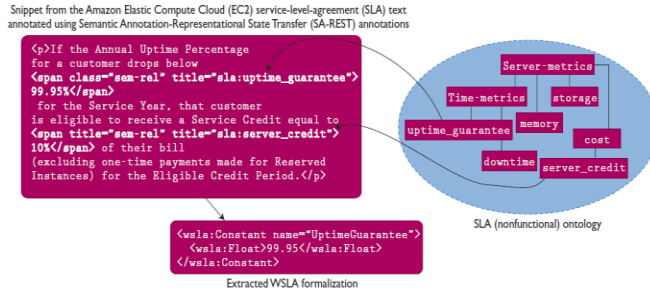 Snippet from the Amazon Elastic Compute Cloud (EC2) service-level-agreement (SLA) text
annotated using Semantic Annotation-Representational State Transfer (SA-REST) annotations
<p>If the Annual Uptime Percentage
for a customer drops below
<span class="sem-rel" title="sla:uptime_guarantee">
99.95%</span>
for the Service Year, that customer
is eligible to receive a Service Credit equal to
<span title="sem-rel" title="sla:server_credit">
10%</span> of their bill
(excluding one-time payments made for Reserved
Instances) for the Eligible Credit Period.</p>
Server-metrics
Time-metrics
storage
uptime_guarantee
memory
cost
downtime
server_credit
SLA (nonfunctional) ontology
<wsla:Constant name="UptimeGuarantee">
<wsla:Float>99.95</wsla:Float>
</wsla:Constant>
Extracted WSLA formalization